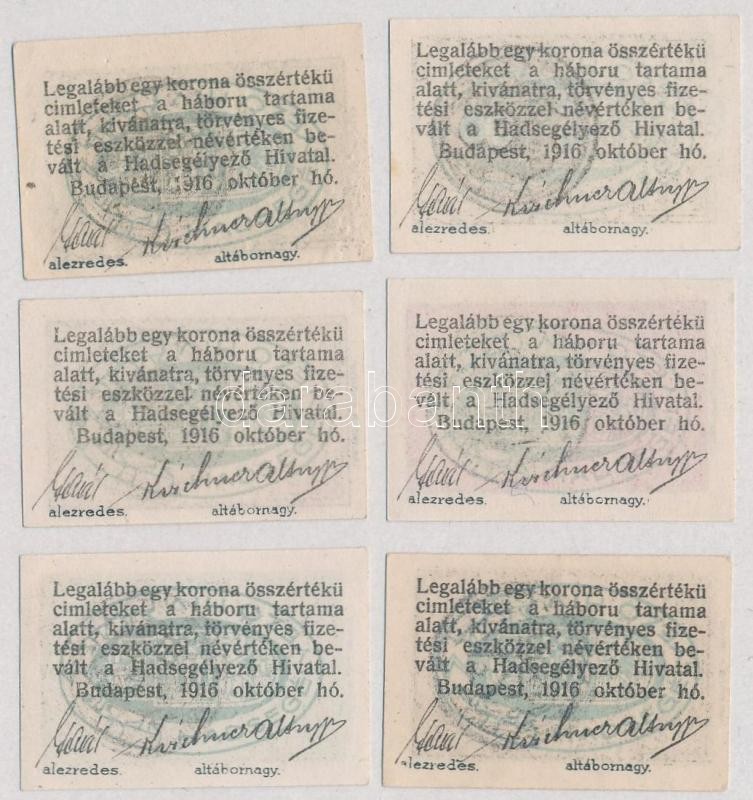 Legalább egy korona összértékü
cimleteket a háboru tartama
alatt, kivánatra, törvényes fize-
tési eszközzel névértéken be-
vált a Hadsegélyező Hivatal.
Budapest, 1916 október hó.
alezredes. altábornagy.
Legalább egy korona összértékü
cimleteket a háboru tartama
alatt, kivánatra, törvényes fize-
tési eszközzel névértéken be-
vált a Hadsegélyező Hivatal.
Budapest, 1916 október hó.
alezredes. altábornagy.
Legalább egy korona összértékü
cimleteket a háboru tartama
alatt, kivánatra, törvényes fize-
tési eszközzel névértéken be-
vált a Hadsegélyező Hivatal.
Budapest, 1916 október hó.
alezredes. altábornagy.
Legalább egy korona összértékü
cimleteket a háboru tartama
alatt, kivánatra, törvényes fize-
tési eszközzel névértéken be-
vált a Hadsegélyező Hivatal.
Budapest, 1916 október hó.
alezredes. altábornagy.
darabanth
Legalább egy korona összértékü
cimleteket a háboru tartama
alatt, kivánatra, törvényes fize-
tési eszközzel névértéken be-
vált a Hadsegélyező Hivatal.
Budapest, 1916 október hó.
alezredes. altábornagy.
Legalább egy korona összértékü
cimleteket a háboru tartama
alatt, kivánatra, törvényes fize-
tési eszközzel névértéken be-
vált a Hadsegélyező Hivatal.
Budapest, 1916 október hó.
alezredes. altábornagy.